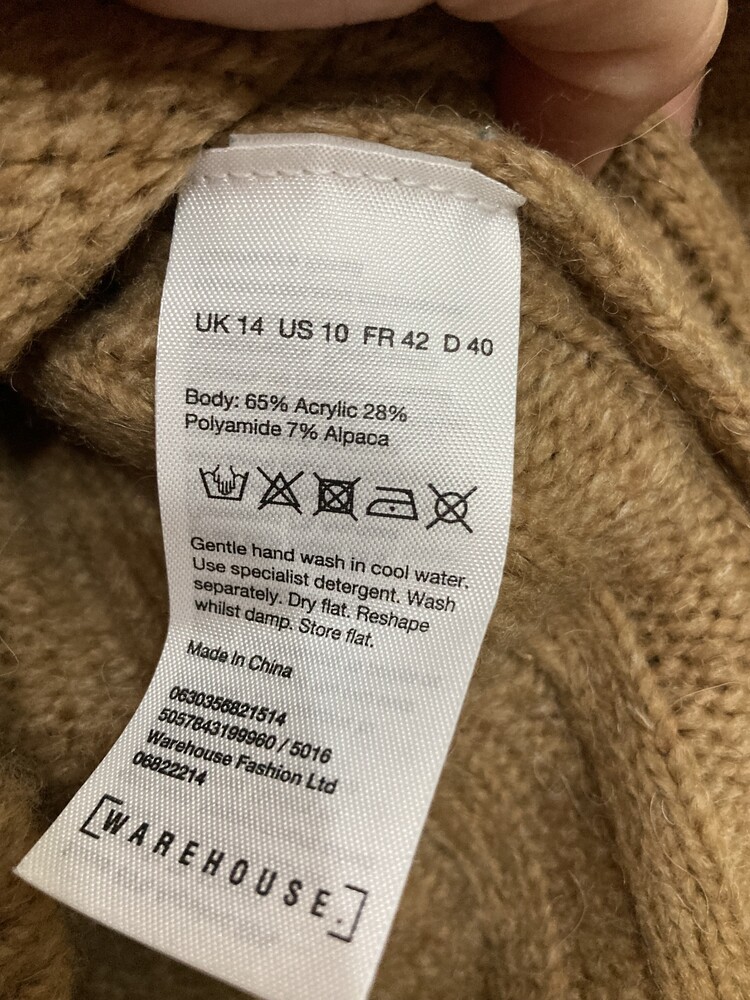 UK 14 US 10 FR 42 D 40
Body: 65% Acrylic 28%
Polyamide 7% Alpaca
Gentle hand wash in cool water.
Use specialist detergent. Wash
separately. Dry flat. Reshape
whilst damp. Store flat.
Made In China
0630356821514
5057843199960 / 5016
Warehouse Fashion Ltd
06822214
[WAREHOUSE.]